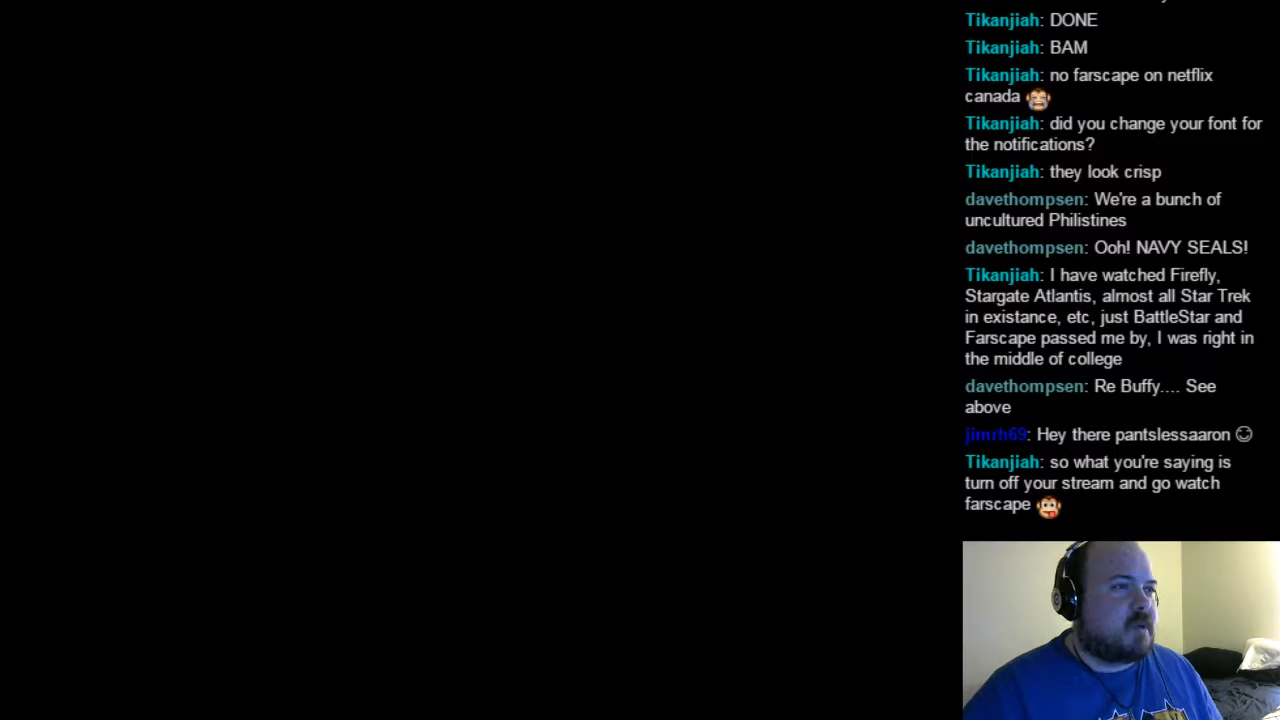 Tikanjiah: DONE
Tikanjiah: BAM
Tikanjiah: no farscape on netflix
canada
Tikanjiah: did you change your font for
the notifications?
Tikanjiah: they look crisp
davethompsen: We're a bunch of
uncultured Philistines
davethompsen: Ooh! NAVY SEALS!
Tikanjiah: I have watched Firefly,
Stargate Atlantis, almost all Star Trek
in existance, etc, just BattleStar and
Farscape passed me by, I was right in
the middle of college
davethompsen: Re Buffy.... See
above
jimrh69: Hey there pantslessaaron
Tikanjiah: so what you're saying is
turn off your stream and go watch
farscape